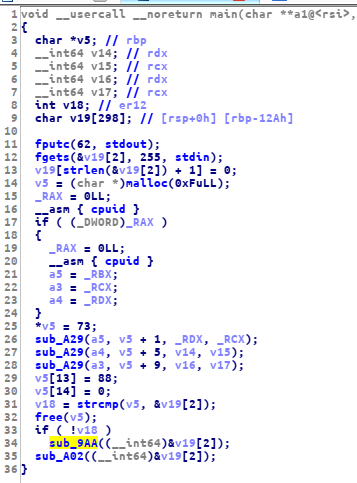 1 void __usercall __noreturn main(char **a1@<rsi>,
2 {
3 char *v5; // rbp
4 __int64 v14; // rdx
5 __int64 v15; // rcx
6 __int64 v16; // rdx
7 __int64 v17; // rcx
8 int v18; // er12
9 char v19[298]; // [rsp+0h] [rbp-12Ah]
10
11 fputc(62, stdout);
12 fgets(&v19[2], 255, stdin);
13 v19[strlen(&v19[2]) + 1] = 0;
14 v5 = (char *)malloc(0xFuLL);
15 _RAX = 0LL;
16 __asm { cpuid }
17 if ( (_DWORD)_RAX )
18 {
19 _RAX = 0LL;
20 __asm { cpuid }
21 a5 = _RBX;
22 a3 = _RCX;
23 a4 = _RDX;
24 }
25 *v5 = 73;
26 sub_A29(a5, v5 + 1, _RDX, _RCX);
27 sub_A29(a4, v5 + 5, v14, v15);
28 sub_A29(a3, v5 + 9, v16, v17);
29 v5[13] = 88;
30 v5[14] = 0;
31 v18 = strcmp(v5, &v19[2]);
32 free(v5);
33 if ( !v18 )
34 sub_9AA((__int64)&v19[2]);
35 sub_A02((__int64)&v19[2]);
36 }